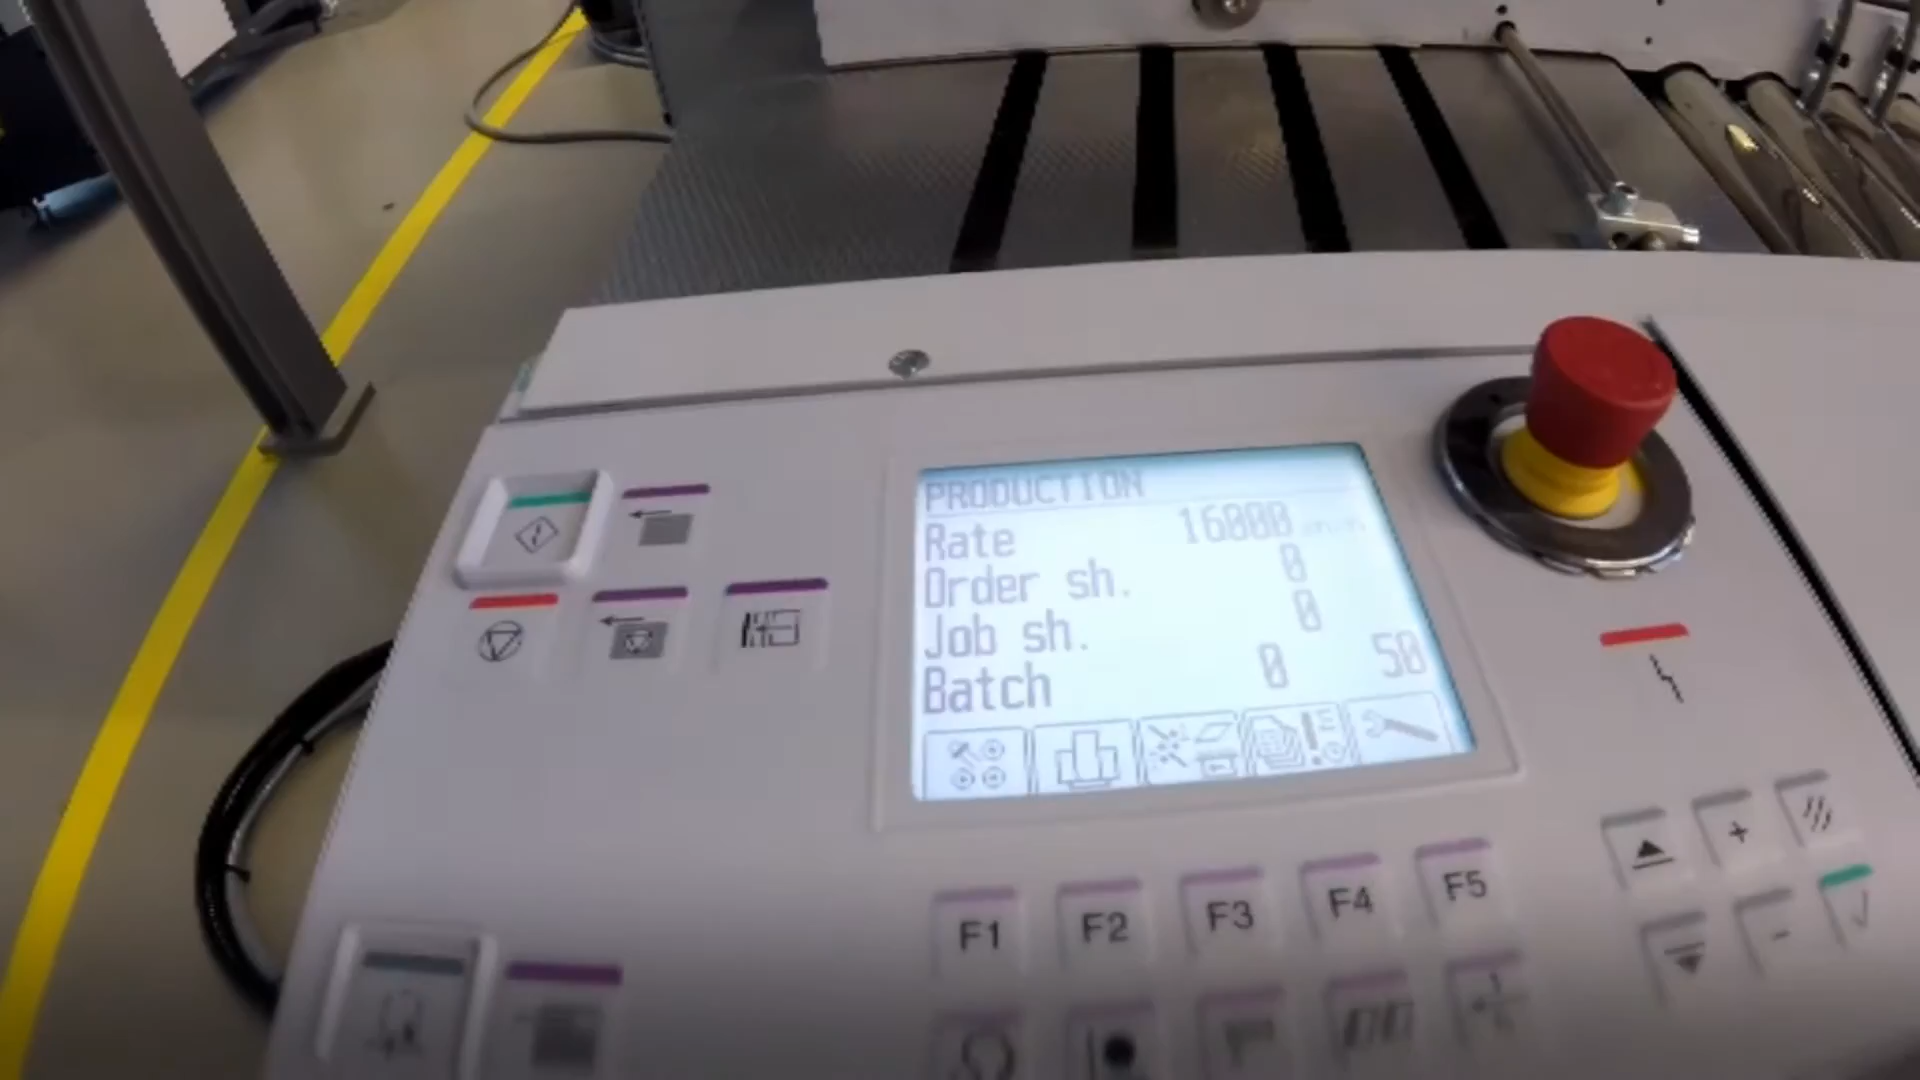 PRODUCTION
Rate 16000
Order sh. 0
Job sh. 0
Batch 0 50
F1 F2 F3 F4 F5
+
-